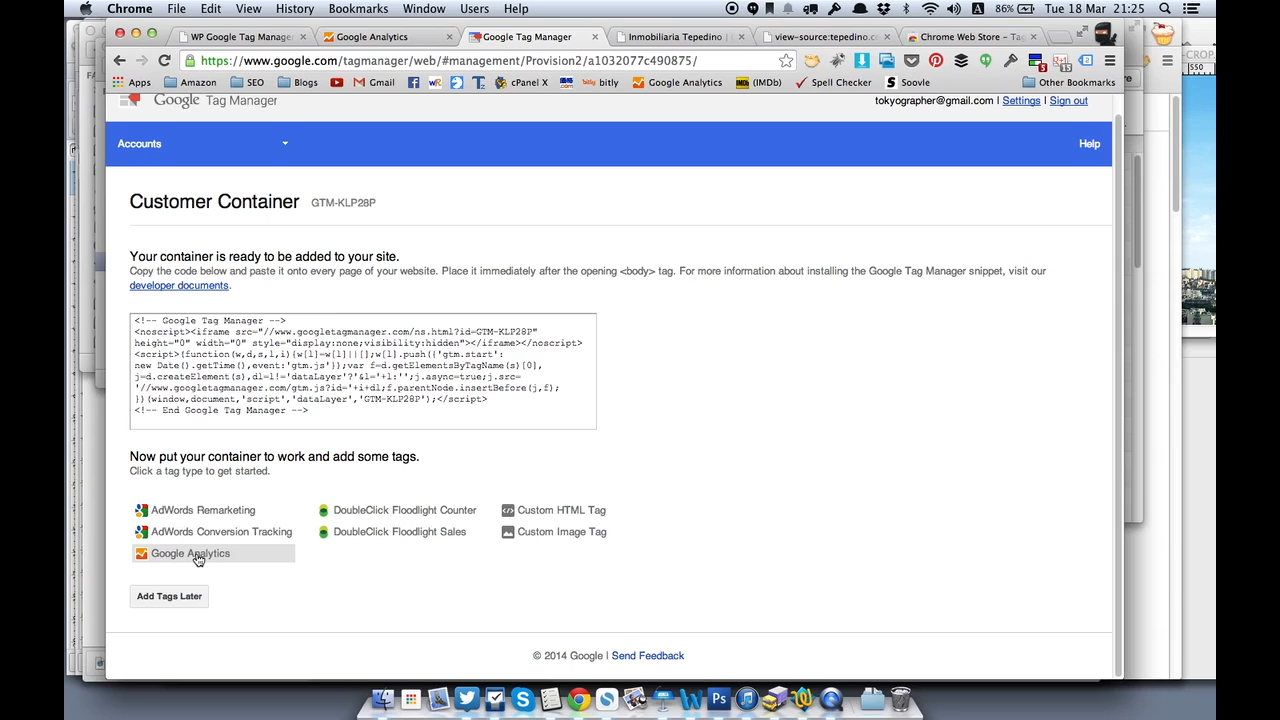 Chrome File Edit View History Bookmarks Window Users Help 86% Tue 18 Mar 21:25
WP Google Tag Manage Google Analytics Google Tag Manager Inmobiliaria Tepedino | view-source:tepedino.c Chrome Web Store - Ta
https://www.google.com/tagmanager/web/#management/Provision2/a1032077c490875/
5 15
Apps Amazon SEO Blogs Gmail cPanel X bitly Google Analytics (IMDb) Spell Checker Soovle Other Bookmarks
Google Tag Manager
tokyographer@gmail.com | Settings | Sign out
Accounts Help
Customer Container GTM-KLP28P
Your container is ready to be added to your site.
Copy the code below and paste it onto every page of your website. Place it immediately after the opening <body> tag. For more information about installing the Google Tag Manager snippet, visit our
developer documents.
<!-- Google Tag Manager -->
<noscript><iframe src="//www.googletagmanager.com/ns.html?id=GTM-KLP28P"
height="0" width="0" style="display:none;visibility:hidden"></iframe></noscript>
<script>(function(w,d,s,l,i){w[l]=w[l]||[];w[l].push({'gtm.start':
new Date().getTime(),event:'gtm.js'});var f=d.getElementsByTagName(s)[0],
j=d.createElement(s),dl=l!='dataLayer'?'&l='+l:'';j.async=true;j.src=
'//www.googletagmanager.com/gtm.js?id='+i+dl;f.parentNode.insertBefore(j,f);
})(window,document,'script','dataLayer','GTM-KLP28P');</script>
<!-- End Google Tag Manager -->
Now put your container to work and add some tags.
Click a tag type to get started.
AdWords Remarketing DoubleClick Floodlight Counter Custom HTML Tag
AdWords Conversion Tracking DoubleClick Floodlight Sales Custom Image Tag
Google Analytics
Add Tags Later
© 2014 Google | Send Feedback
550
CROP.